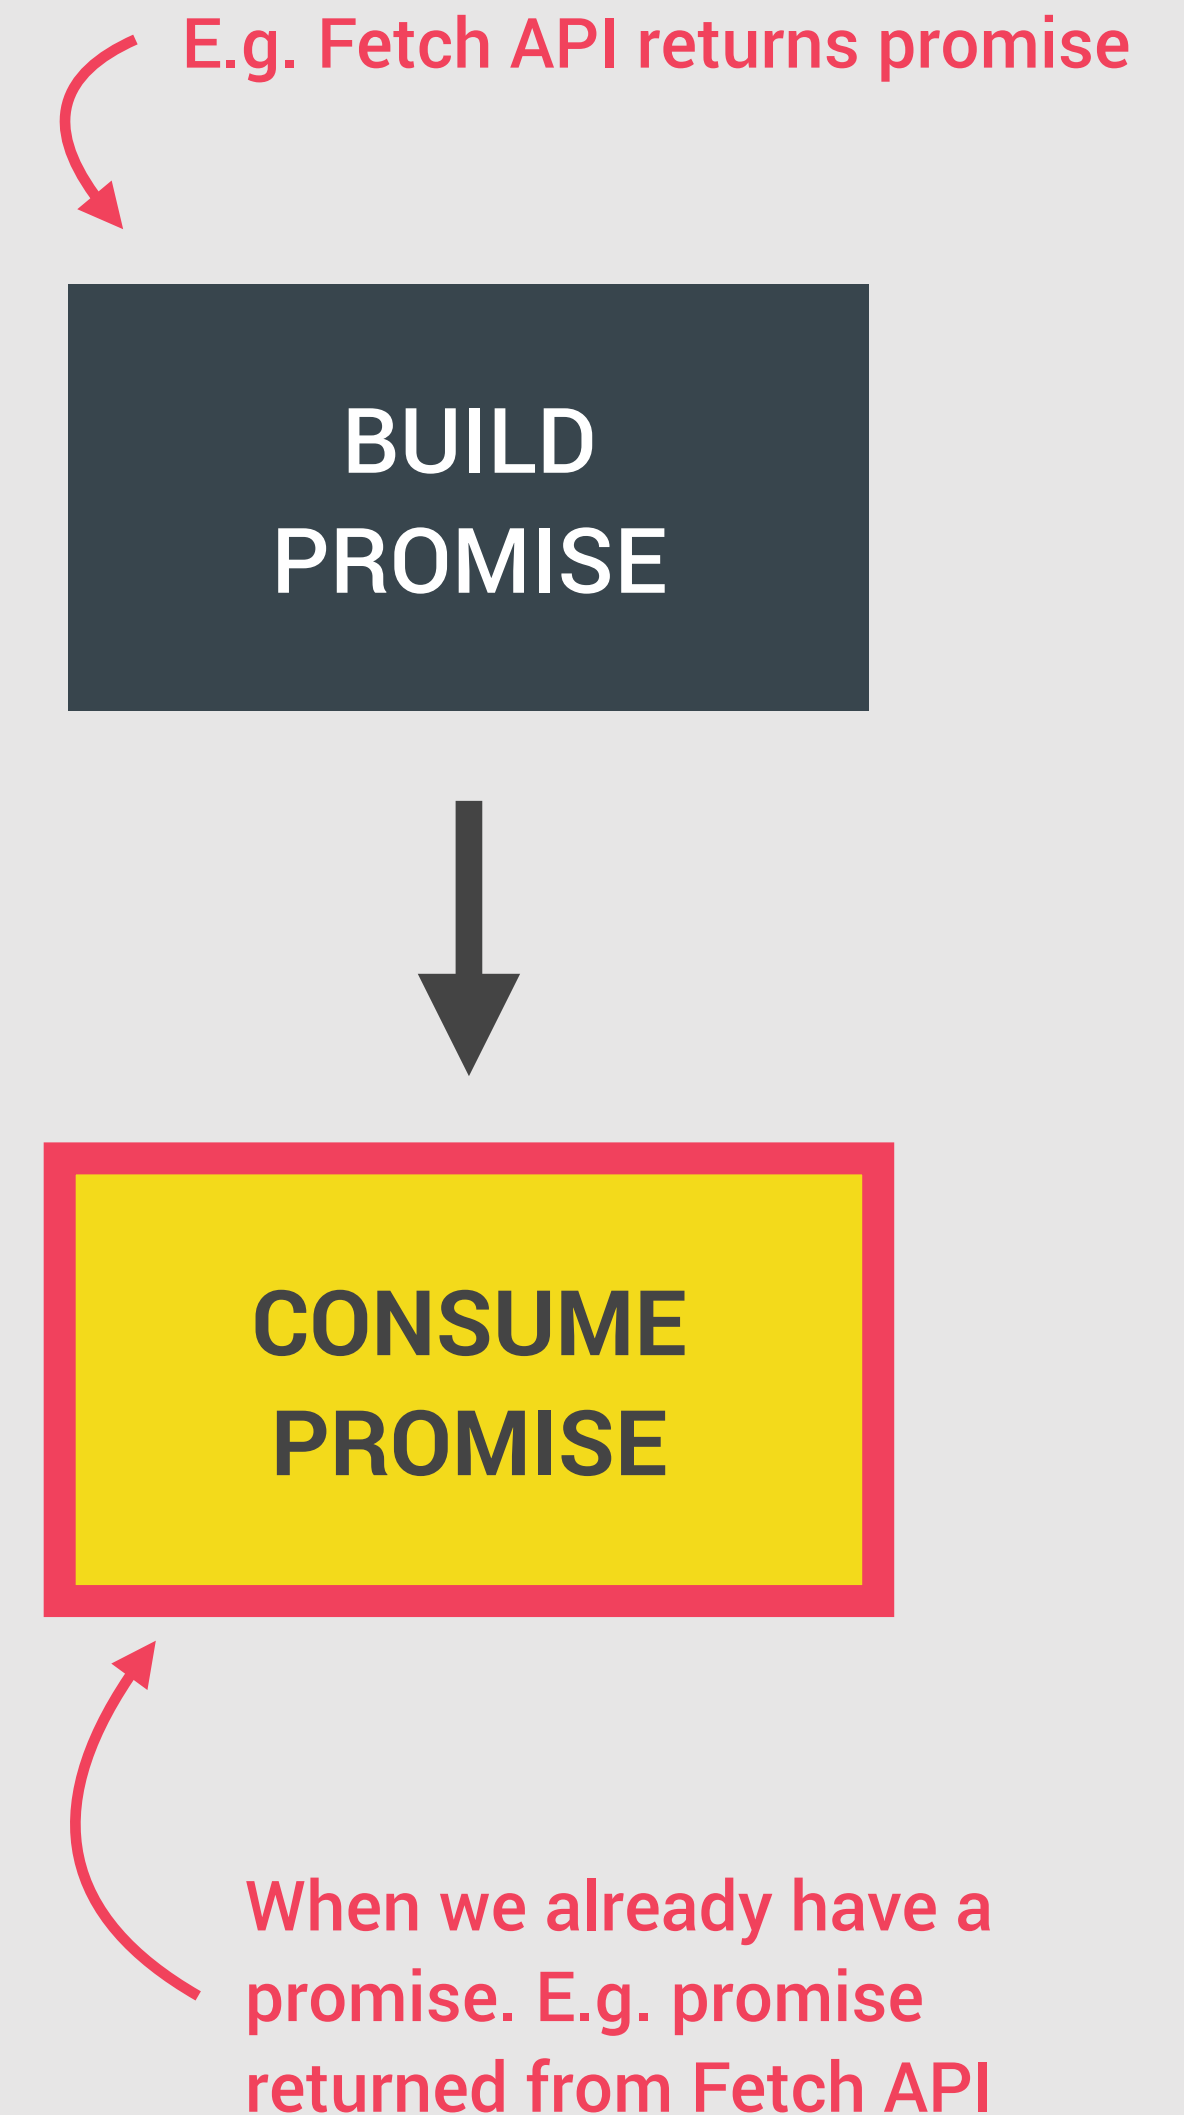 E.g. Fetch API returns promise
BUILD
PROMISE
CONSUME
PROMISE
When we already have a
promise. E.g. promise
returned from Fetch API